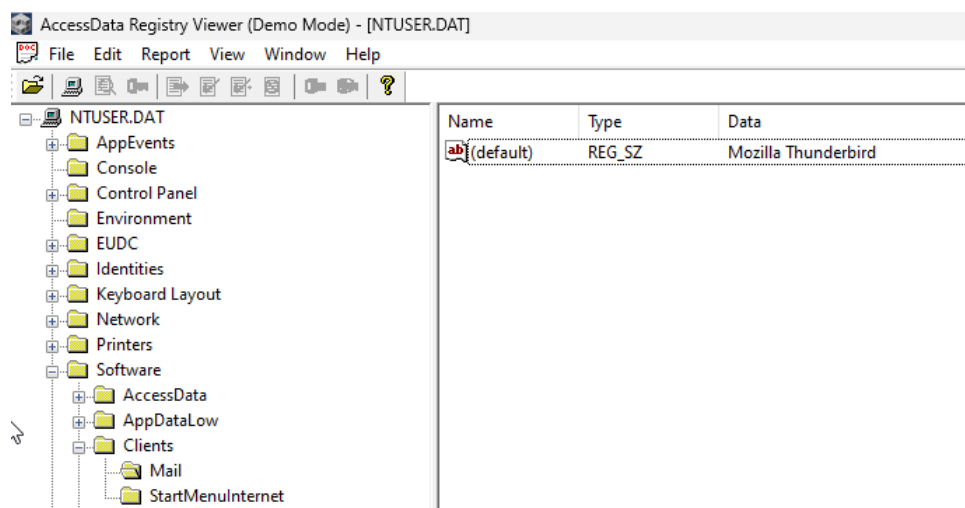 AccessData Registry Viewer (Demo Mode) - [NTUSER.DAT]
DOC File Edit Report View Window Help
?
NTUSER.DAT
AppEvents
Console
Control Panel
Environment
EUDC
Identities
Keyboard Layout
Network
Printers
Software
AccessData
AppDataLow
Clients
Mail
StartMenuInternet
Name Type Data
ab (default) REG_SZ Mozilla Thunderbird